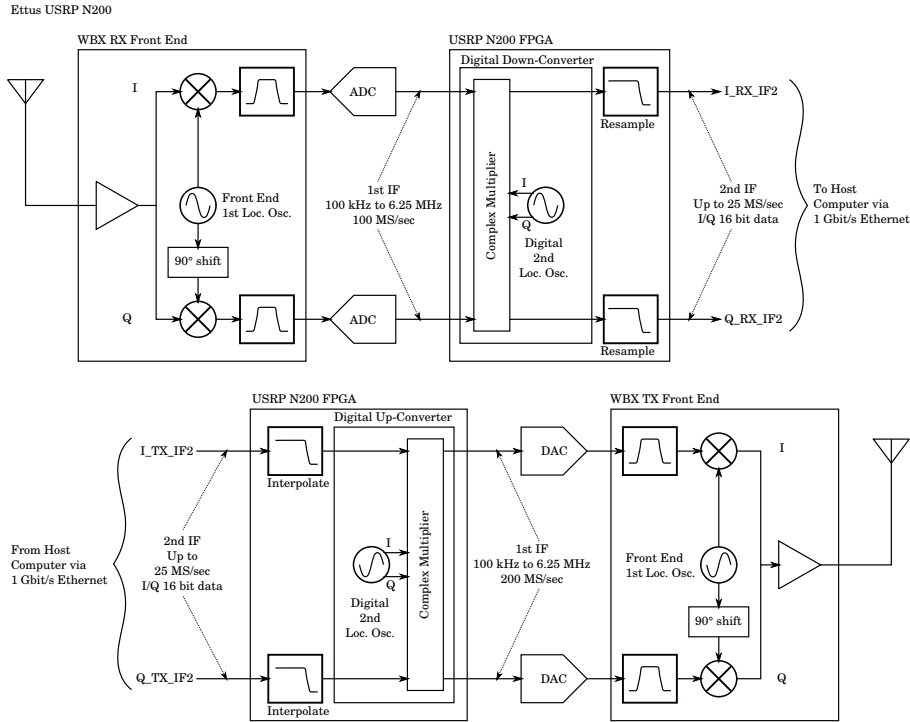 Ettus USRP N200
WBX RX Front End
USRP N200 FPGA
Digital Down-Converter
I
ADC
I_RX_IF2
Resample
Complex Multiplier
Front End
1st Loc. Osc.
1st IF
100 kHz to 6.25 MHz
100 MS/sec
I
Q
Digital
2nd
Loc. Osc.
2nd IF
Up to 25 MS/sec
I/Q 16 bit data
To Host
Computer via
1 Gbit/s Ethernet
90° shift
Q
ADC
Q_RX_IF2
Resample
USRP N200 FPGA
WBX TX Front End
Digital Up-Converter
I_TX_IF2
DAC
I
Interpolate
Complex Multiplier
From Host
Computer via
1 Gbit/s Ethernet
2nd IF
Up to
25 MS/sec
I/Q 16 bit data
I
Q
Digital
2nd
Loc. Osc.
1st IF
100 kHz to 6.25 MHz
200 MS/sec
Front End
1st Loc. Osc.
90° shift
Q_TX_IF2
DAC
Q
Interpolate